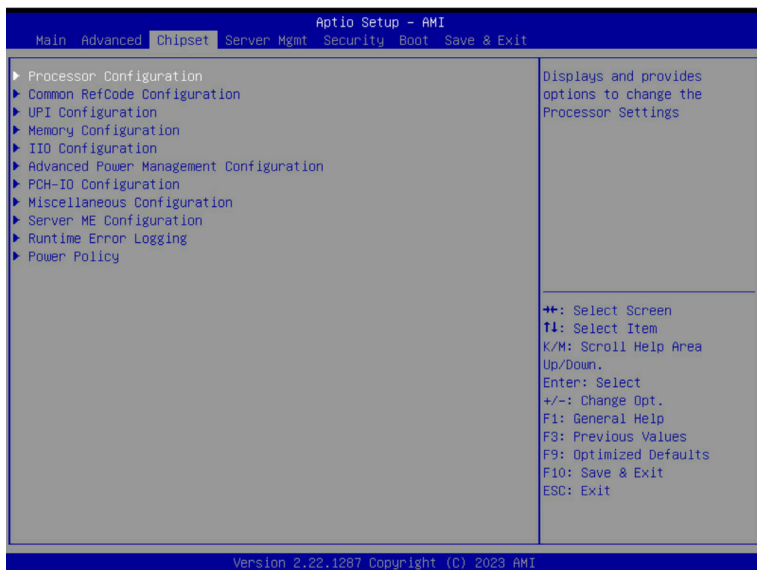 Aptio Setup – AMI
Main Advanced Chipset Server Mgmt Security Boot Save & Exit
Processor Configuration
Common RefCode Configuration
UPI Configuration
Memory Configuration
IIO Configuration
Advanced Power Management Configuration
PCH-IO Configuration
Miscellaneous Configuration
Server ME Configuration
Runtime Error Logging
Power Policy
Displays and provides
options to change the
Processor Settings
→←: Select Screen
↑↓: Select Item
K/M: Scroll Help Area
Up/Down.
Enter: Select
+/-: Change Opt.
F1: General Help
F3: Previous Values
F9: Optimized Defaults
F10: Save & Exit
ESC: Exit
Version 2.22.1287 Copyright (C) 2023 AMI